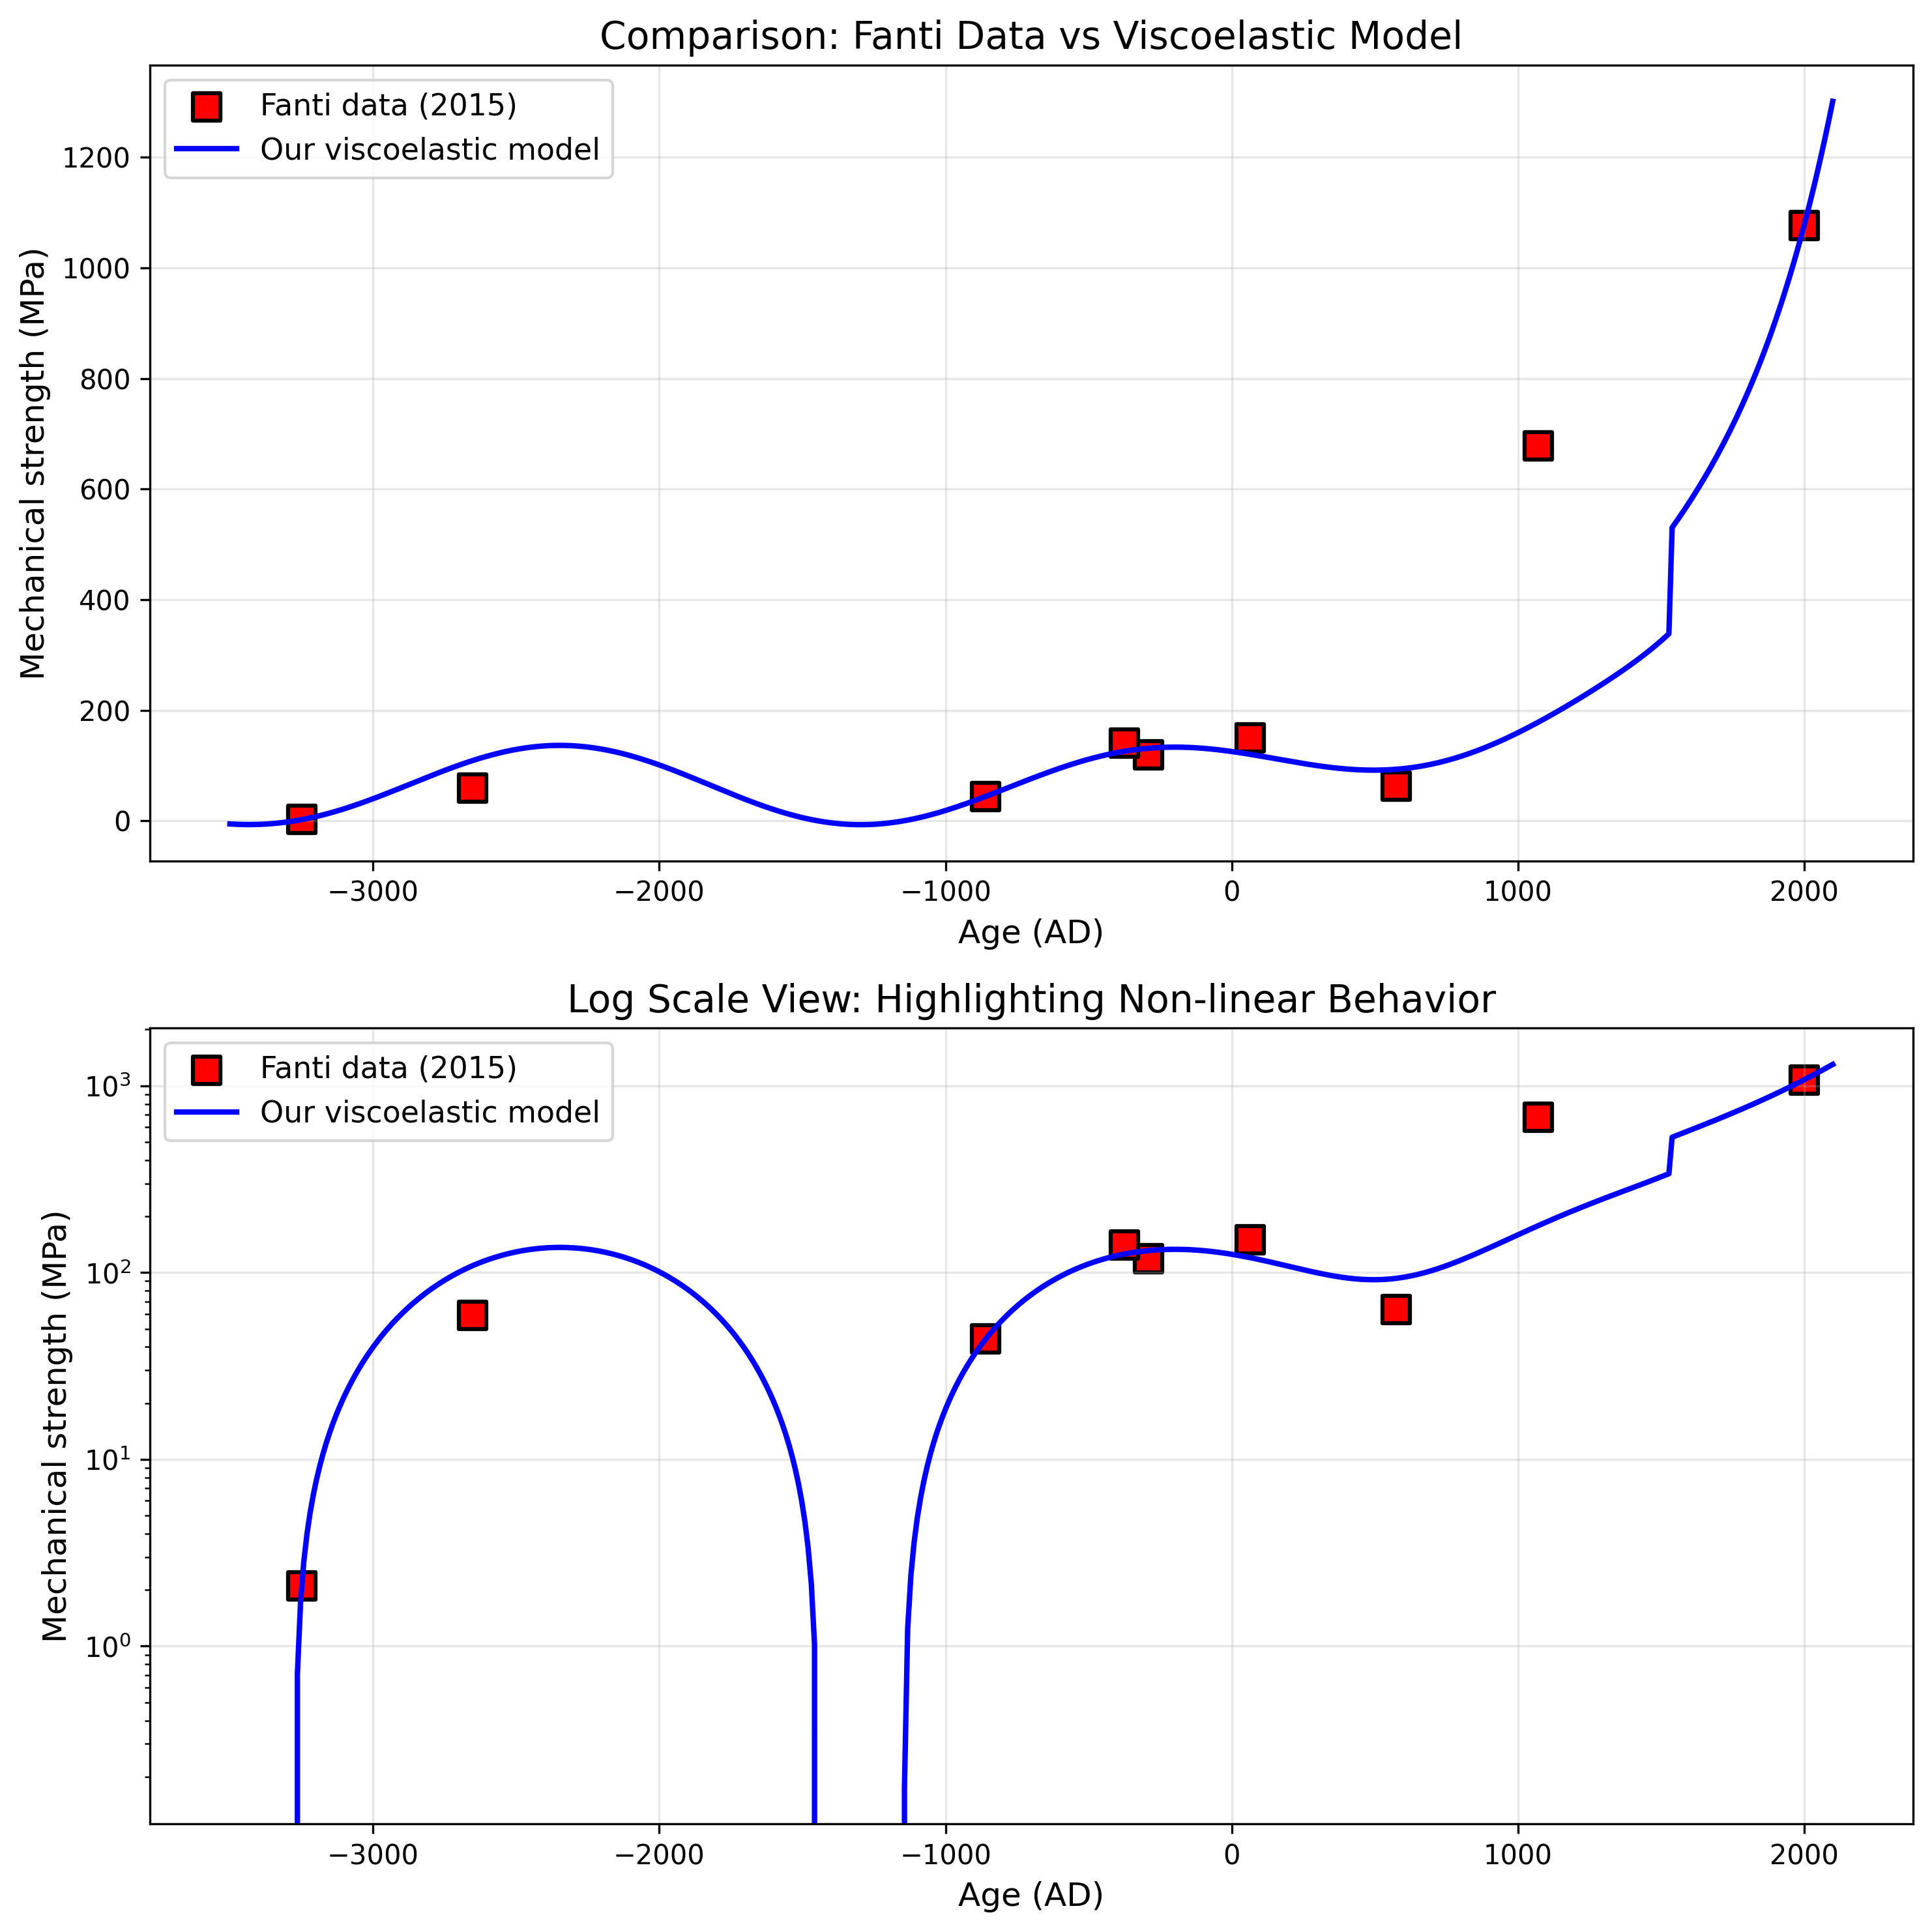 Comparison: Fanti Data vs Viscoelastic Model
Fanti data (2015)
Our viscoelastic model
Mechanical strength (MPa)
1200
1000
800
600
400
200
0
−3000 −2000 −1000 0 1000 2000
Age (AD)
Log Scale View: Highlighting Non-linear Behavior
Fanti data (2015)
Our viscoelastic model
Mechanical strength (MPa)
10³
10²
10¹
10⁰
−3000 −2000 −1000 0 1000 2000
Age (AD)